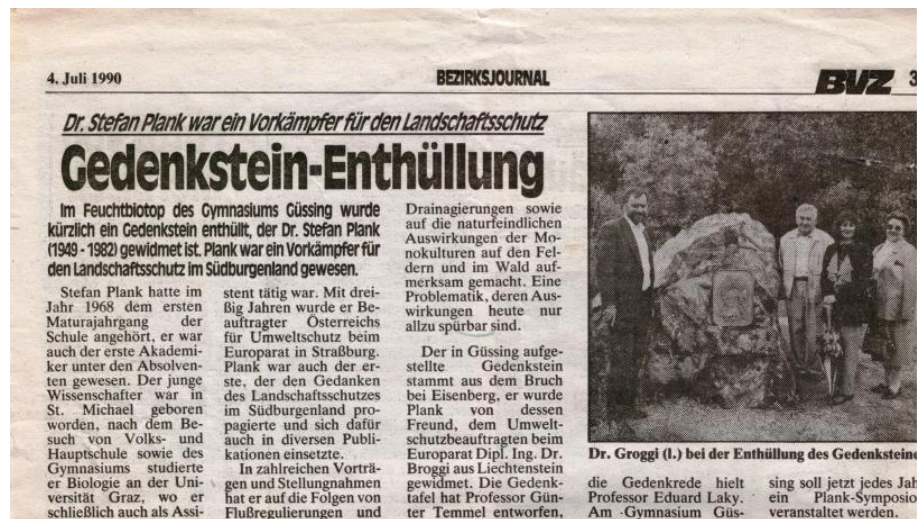 4. Juli 1990
BEZIRKSJOURNAL
BVZ 3
Dr. Stefan Plank war ein Vorkämpfer für den Landschaftsschutz
Gedenkstein-Enthüllung
Im Feuchtbiotop des Gymnasiums Güssing wurde
kürzlich ein Gedenkstein enthüllt, der Dr. Stefan Plank
(1949 - 1982) gewidmet ist. Plank war ein Vorkämpfer für
den Landschaftsschutz im Südburgenland gewesen.
Stefan Plank hatte im
Jahr 1968 dem ersten
Maturajahrgang der
Schule angehört, er war
auch der erste Akademi-
ker unter den Absolven-
ten gewesen. Der junge
Wissenschafter war in
St. Michael geboren
worden, nach dem Be-
such von Volks- und
Hauptschule sowie des
Gymnasiums studierte
er Biologie an der Uni-
versität Graz, wo er
schließlich auch als Assi-
stent tätig war. Mit drei-
ßig Jahren wurde er Be-
auftragter Österreichs
für Umweltschutz beim
Europarat in Straßburg.
Plank war auch der er-
ste, der den Gedanken
des Landschaftsschutzes
im Südburgenland pro-
pagierte und sich dafür
auch in diversen Publi-
kationen einsetzte.
In zahlreichen Vorträ-
gen und Stellungnahmen
hat er auf die Folgen von
Flußregulierungen und
Drainagierungen sowie
auf die naturfeindlichen
Auswirkungen der Mo-
nokulturen auf den Fel-
dern und im Wald auf-
merksam gemacht. Eine
Problematik, deren Aus-
wirkungen heute nur
allzu spürbar sind.
Der in Güssing aufge-
stellte Gedenkstein
stammt aus dem Bruch
bei Eisenberg, er wurde
Plank von dessen
Freund, dem Umwelt-
schutzbeauftragten beim
Europarat Dipl. Ing. Dr.
Broggi aus Liechtenstein
gewidmet. Die Gedenk-
tafel hat Professor Gün-
ter Temmel entworfen,
Dr. Groggi (l.) bei der Enthüllung des Gedenksteine
die Gedenkrede hielt
Professor Eduard Laky.
Am Gymnasium Güs-
sing soll jetzt jedes Jah
ein Plank-Symposio
veranstaltet werden.